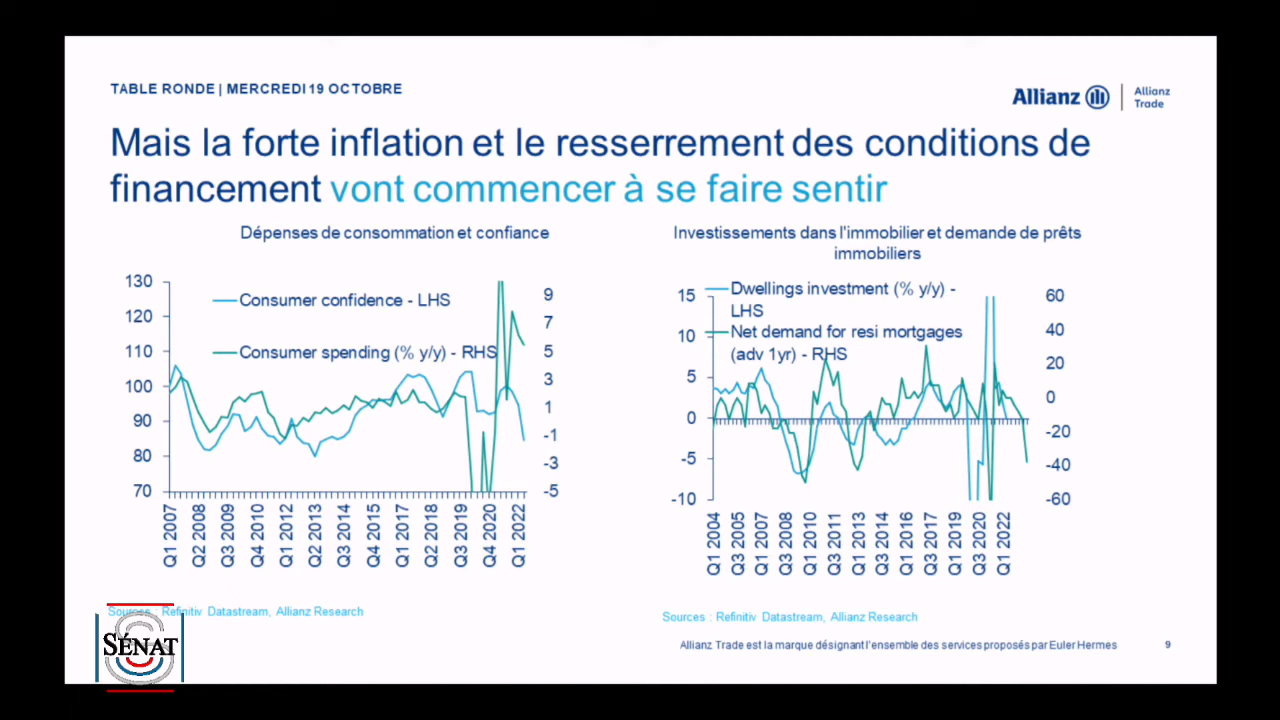 TABLE RONDE | MERCREDI 19 OCTOBRE
Allianz
Allianz
Trade
Mais la forte inflation et le resserrement des conditions de
financement vont commencer à se faire sentir
Dépenses de consommation et confiance
130
120
110
100
90
80
70
Consumer confidence - LHS
Consumer spending (% y/y) - RHS
9
7
5
3
1
-1
-3
-5
Q1 2007
Q2 2008
Q3 2009
Q4 2010
Q1 2012
Q2 2013
Q3 2014
Q4 2015
Q1 2017
Q2 2018
Q3 2019
Q4 2020
Q1 2022
Sources : Refinitiv Datastream, Allianz Research
Investissements dans l'immobilier et demande de prêts
immobiliers
15
10
5
0
-5
-10
Dwellings investment (% y/y) -
LHS
Net demand for resi mortgages
(adv 1yr) - RHS
60
40
20
0
-20
-40
-60
Q1 2004
Q3 2005
Q1 2007
Q3 2008
Q1 2010
Q3 2011
Q1 2013
Q3 2014
Q1 2016
Q3 2017
Q1 2019
Q3 2020
Q1 2022
Sources : Refinitiv Datastream, Allianz Research
SÉNAT
Allianz Trade est la marque désignant l'ensemble des services proposés par Euler Hermes
9